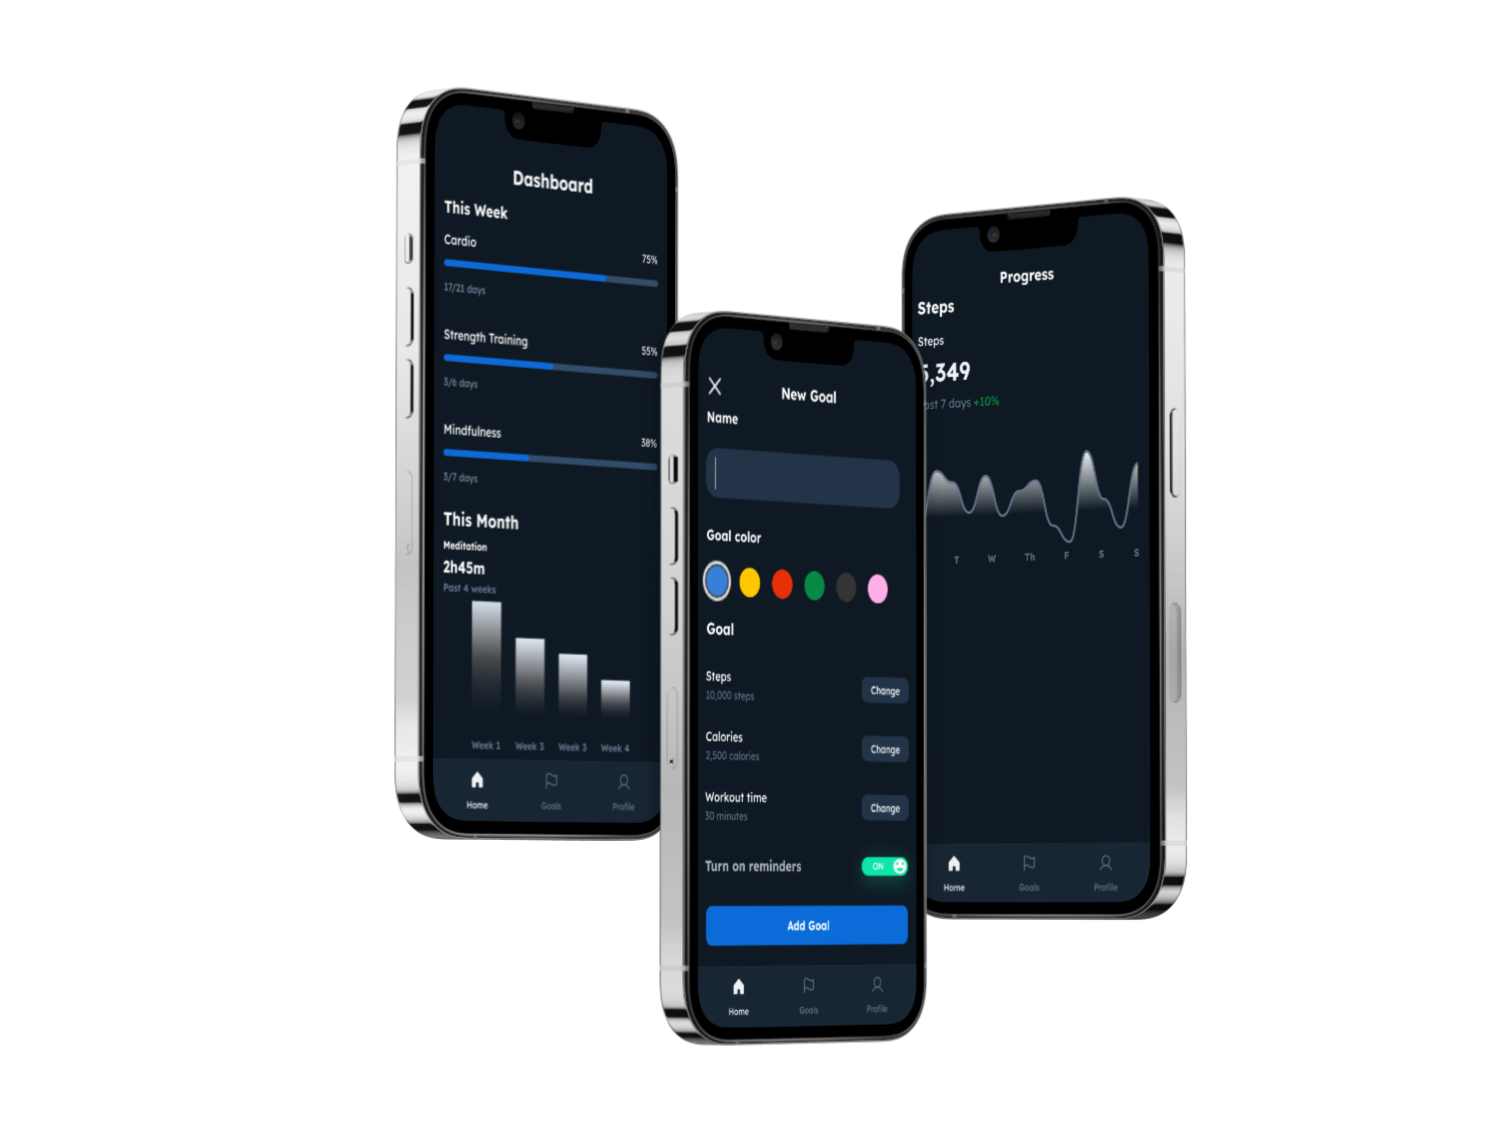 Dashboard
This Week
Cardio
75%
17/21 days
Strength Training
55%
3/6 days
Mindfulness
38%
3/7 days
This Month
Meditation
2h45m
Past 4 weeks
Week 1 Week 3 Week 3 Week 4
Home Goals Profile
New Goal
Name
Goal color
Goal
Steps
10,000 steps
Change
Calories
2,500 calories
Change
Workout time
30 minutes
Change
Turn on reminders
ON
Add Goal
Home Goals Profile
Progress
Steps
Steps
5,349
7 days +10%
T W Th F S S
Home Goals Profile